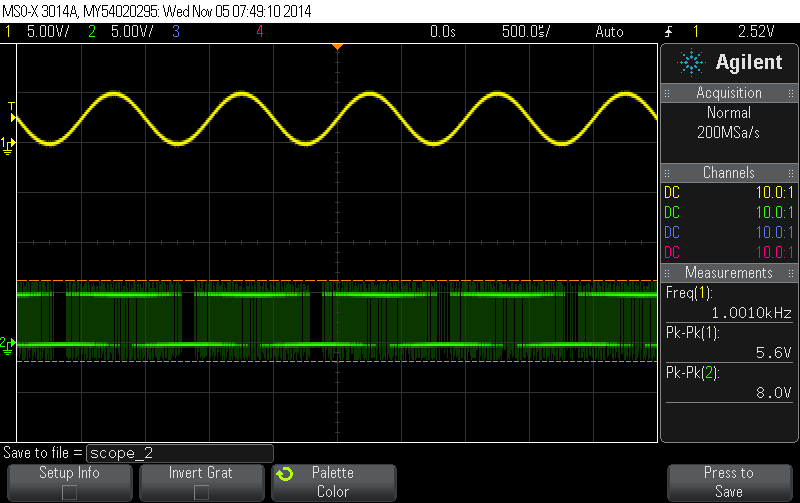 MSO-X 3014A, MY54020295: Wed Nov 05 07:49:10 2014
1 5.00V/ 2 5.00V/ 3 4 0.0s 500.0µs/ Auto 1 2.52V
Agilent
Acquisition
Normal
200MSa/s
Channels
DC 10.0:1
DC 10.0:1
DC 10.0:1
DC 10.0:1
Measurements
Freq(1):
1.0010kHz
Pk-Pk(1):
5.6V
Pk-Pk(2):
8.0V
T
1
2
Save to file = scope_2
Setup Info
Invert Grat
Palette
Color
Press to
Save